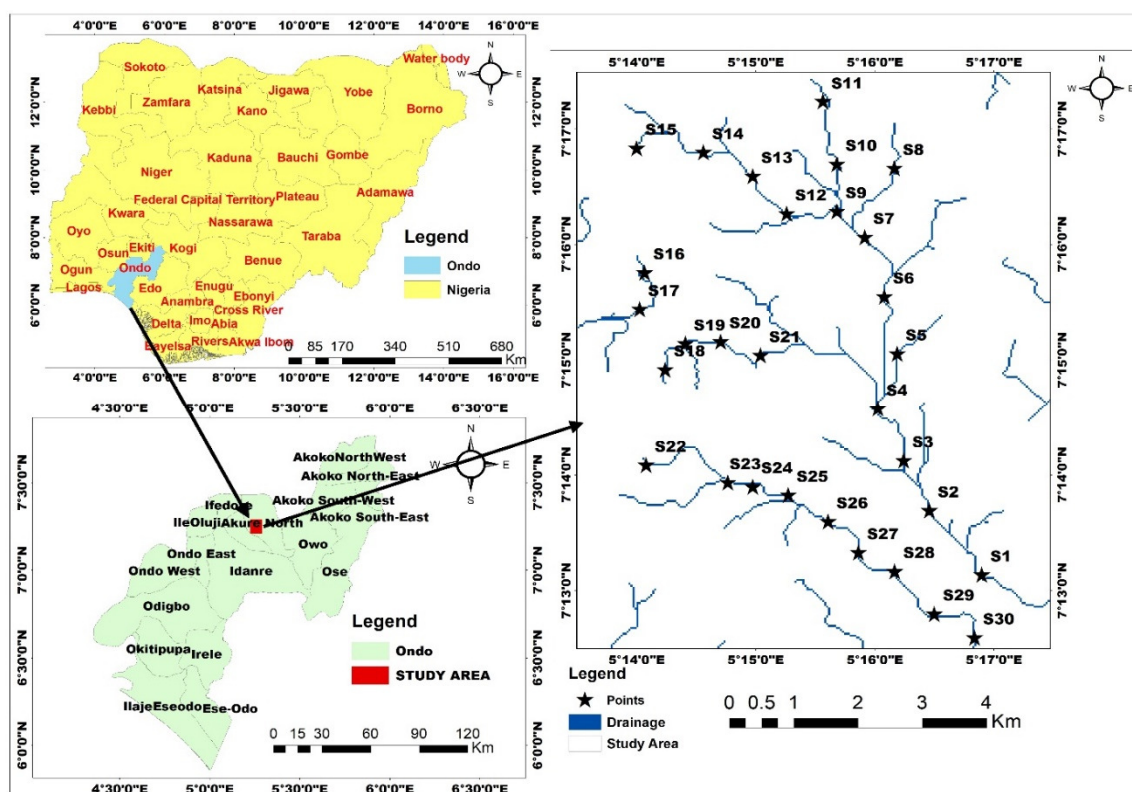 4°0'0"E 6°0'0"E 8°0'0"E 10°0'0"E 12°0'0"E 14°0'0"E 16°0'0"E
12°0'0"N
10°0'0"N
8°0'0"N
6°0'0"N
N
W E
S
Water body
Sokoto
Katsina
Jigawa
Yobe
Zamfara
Kebbi
Kano
Borno
Kaduna
Bauchi
Gombe
Niger
Adamawa
Federal Capital Territory
Plateau
Kwara
Nassarawa
Oyo
Taraba
Ekiti
Kogi
Osun
Benue
Ogun
Ondo
Lagos
Edo
Enugu
Anambra
Ebonyi
Cross River
Delta
Imo
Abia
Rivers
Akwa Ibom
Legend
Ondo
Nigeria
0 85 170 340 510 680
Km
4°0'0"E 6°0'0"E 8°0'0"E 10°0'0"E 12°0'0"E 14°0'0"E
4°30'0"E 5°0'0"E 5°30'0"E 6°0'0"E 6°30'0"E
7°30'0"N
7°0'0"N
6°30'0"N
6°0'0"N
N
W E
S
AkokoNorthWest
Akoko North-East
Akoko South-West
Akoko South-East
Ifedore
IleOluji
Akure North
Owo
Ondo East
Ondo West
Idanre
Ose
Odigbo
Okitipupa
Irele
Ilaje
Eseodo
Ese-Odo
Legend
Ondo
STUDY AREA
0 15 30 60 90 120
Km
4°30'0"E 5°0'0"E 5°30'0"E 6°0'0"E 6°30'0"E
N
W E
S
5°14'0"E 5°15'0"E 5°16'0"E 5°17'0"E
7°17'0"N
7°16'0"N
7°15'0"N
7°14'0"N
7°13'0"N
7°17'0"N
7°16'0"N
7°15'0"N
7°14'0"N
7°13'0"N
S11
S15
S14
S10
S8
S13
S12
S9
S7
S16
S6
S17
S19
S20
S21
S5
S18
S4
S22
S3
S23
S24
S25
S2
S26
S27
S28
S1
S29
S30
5°14'0"E 5°15'0"E 5°16'0"E 5°17'0"E
Legend
Points
Drainage
Study Area
0 0.5 1 2 3 4
Km